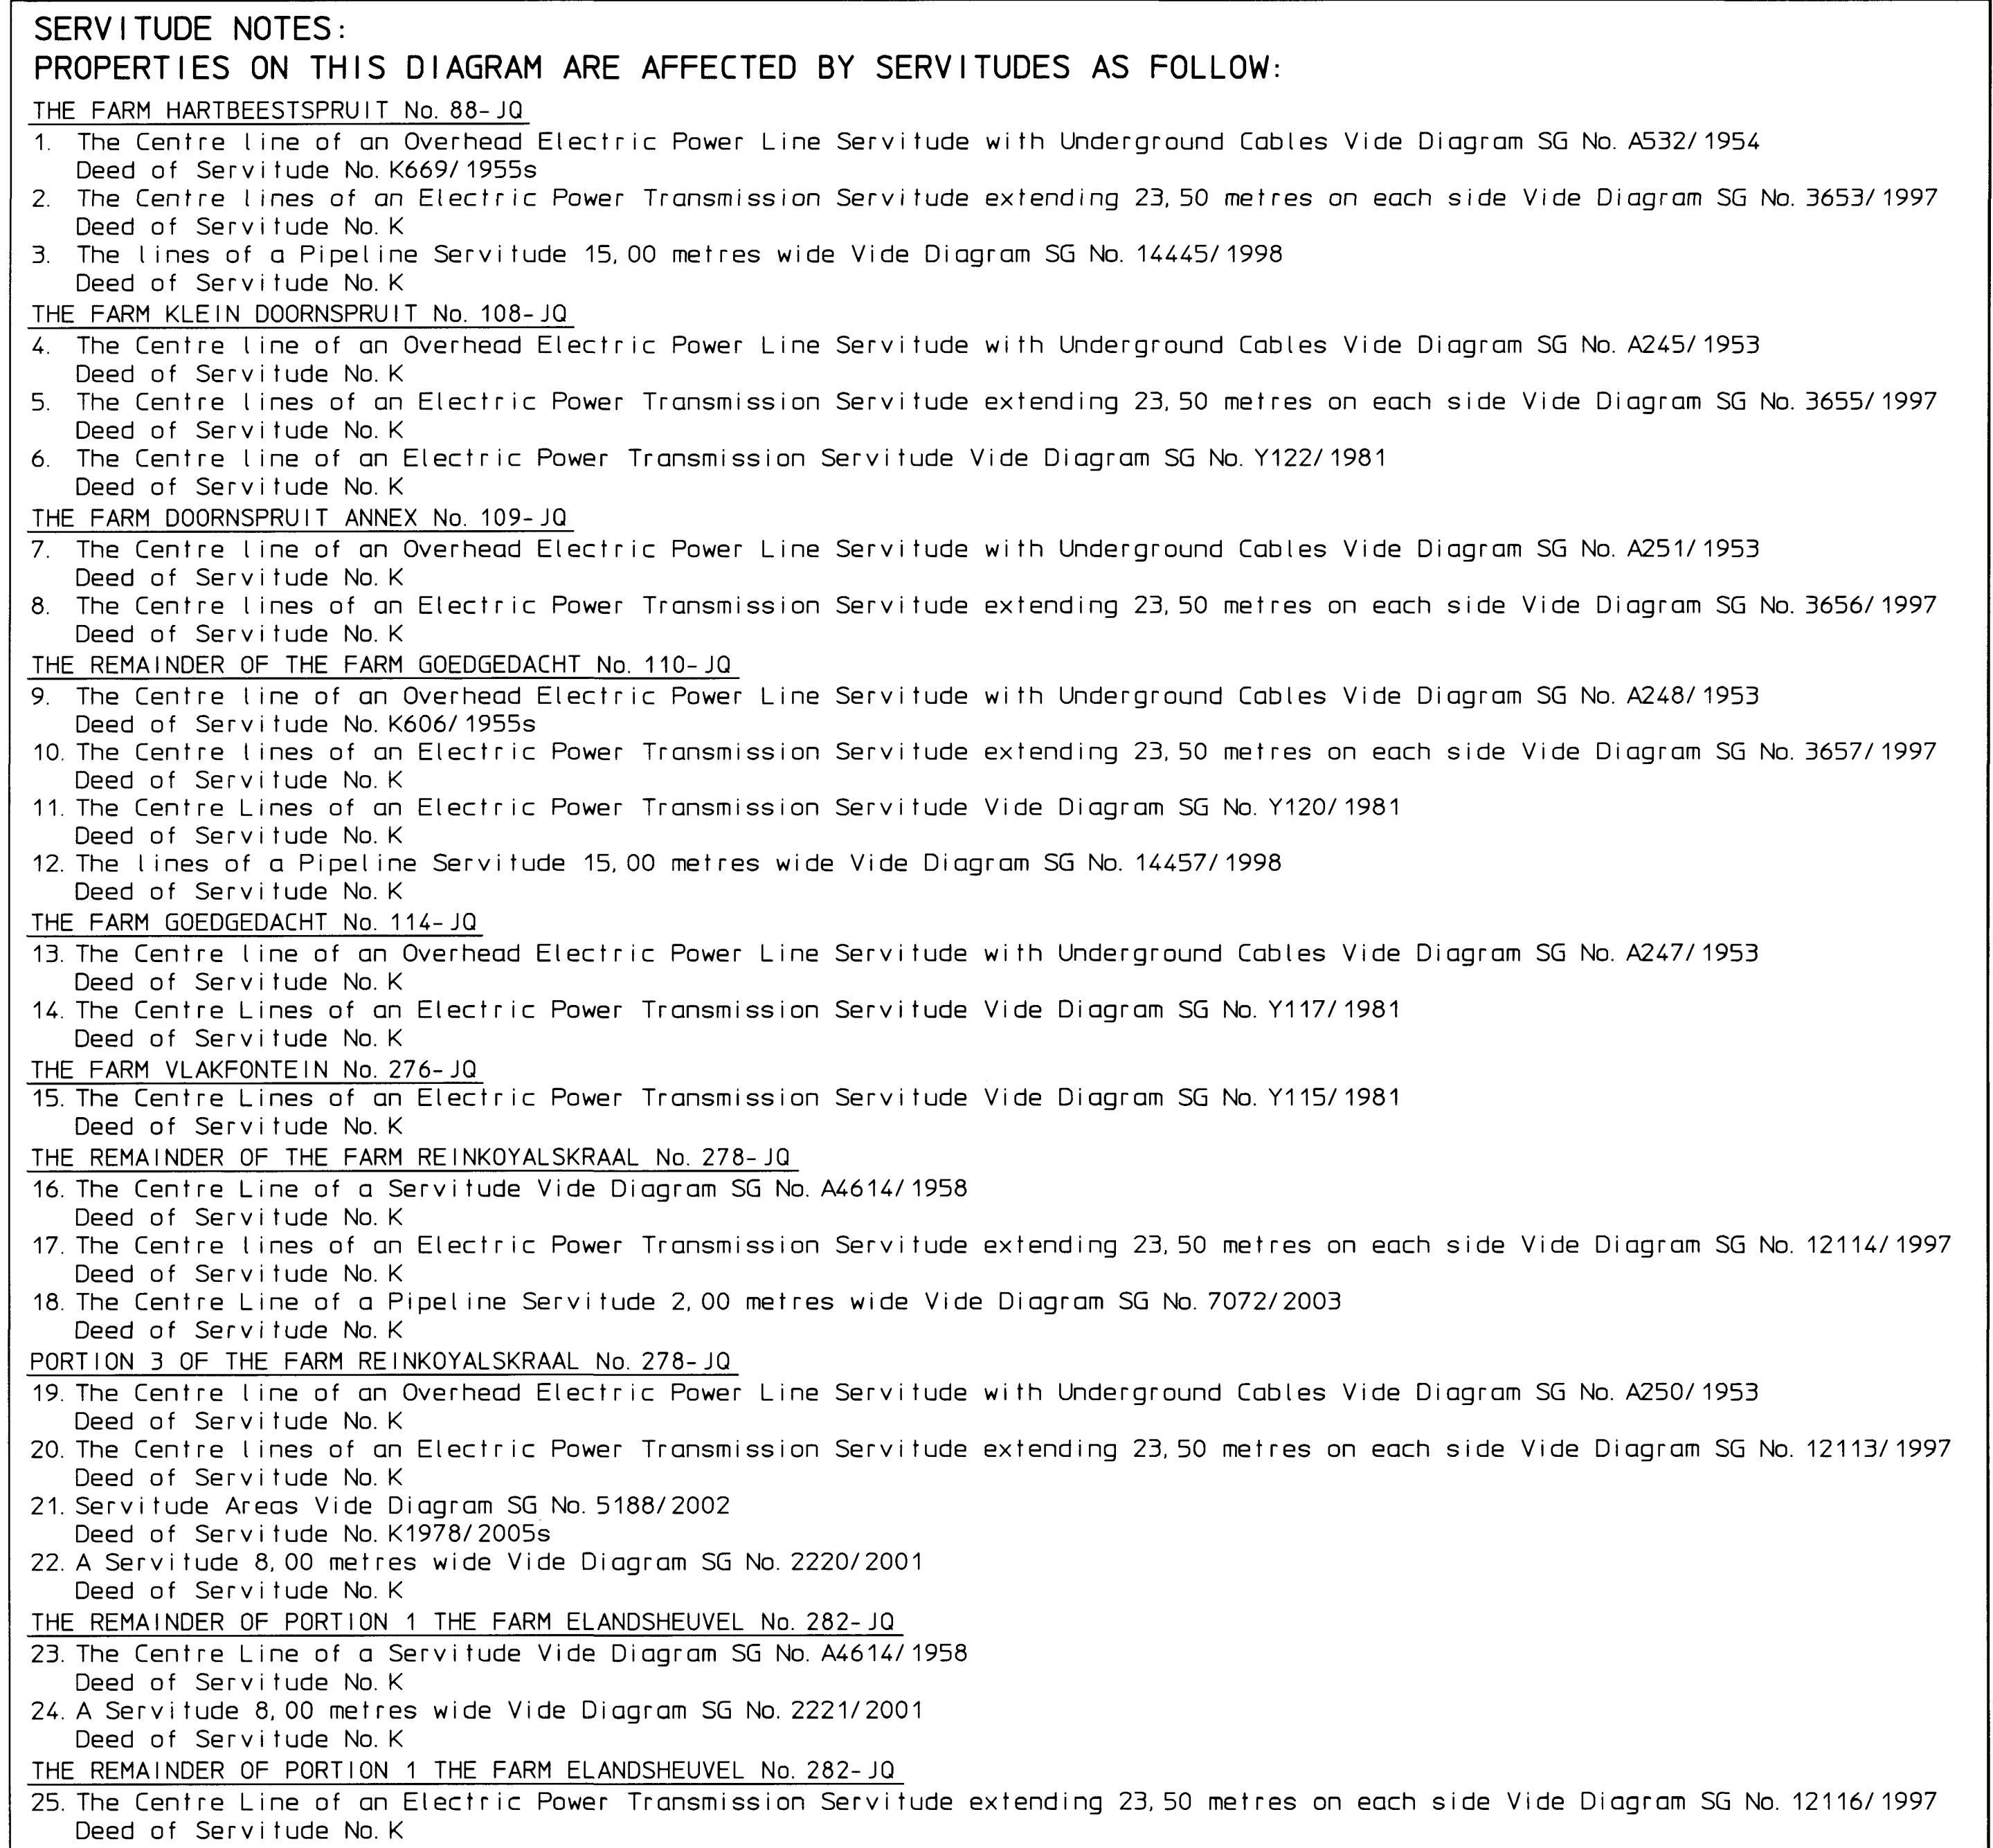 SERVITUDE NOTES:
PROPERTIES ON THIS DIAGRAM ARE AFFECTED BY SERVITUDES AS FOLLOW:
THE FARM HARTBEESTSPRUIT No. 88-JQ
1. The Centre line of an Overhead Electric Power Line Servitude with Underground Cables Vide Diagram SG No. A532/1954
Deed of Servitude No. K669/1955s
2. The Centre lines of an Electric Power Transmission Servitude extending 23,50 metres on each side Vide Diagram SG No. 3653/1997
Deed of Servitude No. K
3. The lines of a Pipeline Servitude 15,00 metres wide Vide Diagram SG No. 14445/1998
Deed of Servitude No. K
THE FARM KLEIN DOORNSPRUIT No. 108-JQ
4. The Centre line of an Overhead Electric Power Line Servitude with Underground Cables Vide Diagram SG No. A245/1953
Deed of Servitude No. K
5. The Centre lines of an Electric Power Transmission Servitude extending 23,50 metres on each side Vide Diagram SG No. 3655/1997
Deed of Servitude No. K
6. The Centre line of an Electric Power Transmission Servitude Vide Diagram SG No. Y122/1981
Deed of Servitude No. K
THE FARM DOORNSPRUIT ANNEX No. 109-JQ
7. The Centre line of an Overhead Electric Power Line Servitude with Underground Cables Vide Diagram SG No. A251/1953
Deed of Servitude No. K
8. The Centre lines of an Electric Power Transmission Servitude extending 23,50 metres on each side Vide Diagram SG No. 3656/1997
Deed of Servitude No. K
THE REMAINDER OF THE FARM GOEDGEDACHT No. 110-JQ
9. The Centre line of an Overhead Electric Power Line Servitude with Underground Cables Vide Diagram SG No. A248/1953
Deed of Servitude No. K606/1955s
10. The Centre lines of an Electric Power Transmission Servitude extending 23,50 metres on each side Vide Diagram SG No. 3657/1997
Deed of Servitude No. K
11. The Centre Lines of an Electric Power Transmission Servitude Vide Diagram SG No. Y120/1981
Deed of Servitude No. K
12. The lines of a Pipeline Servitude 15,00 metres wide Vide Diagram SG No. 14457/1998
Deed of Servitude No. K
THE FARM GOEDGEDACHT No. 114-JQ
13. The Centre line of an Overhead Electric Power Line Servitude with Underground Cables Vide Diagram SG No. A247/1953
Deed of Servitude No. K
14. The Centre Lines of an Electric Power Transmission Servitude Vide Diagram SG No. Y117/1981
Deed of Servitude No. K
THE FARM VLAKFONTEIN No. 276-JQ
15. The Centre Lines of an Electric Power Transmission Servitude Vide Diagram SG No. Y115/1981
Deed of Servitude No. K
THE REMAINDER OF THE FARM REINKOYALSKRAAL No. 278-JQ
16. The Centre Line of a Servitude Vide Diagram SG No. A4614/1958
Deed of Servitude No. K
17. The Centre lines of an Electric Power Transmission Servitude extending 23,50 metres on each side Vide Diagram SG No. 12114/1997
Deed of Servitude No. K
18. The Centre Line of a Pipeline Servitude 2,00 metres wide Vide Diagram SG No. 7072/2003
Deed of Servitude No. K
PORTION 3 OF THE FARM REINKOYALSKRAAL No. 278-JQ
19. The Centre line of an Overhead Electric Power Line Servitude with Underground Cables Vide Diagram SG No. A250/1953
Deed of Servitude No. K
20. The Centre lines of an Electric Power Transmission Servitude extending 23,50 metres on each side Vide Diagram SG No. 12113/1997
Deed of Servitude No. K
21. Servitude Areas Vide Diagram SG No. 5188/2002
Deed of Servitude No. K1978/2005s
22. A Servitude 8,00 metres wide Vide Diagram SG No. 2220/2001
Deed of Servitude No. K
THE REMAINDER OF PORTION 1 THE FARM ELANDSHEUVEL No. 282-JQ
23. The Centre Line of a Servitude Vide Diagram SG No. A4614/1958
Deed of Servitude No. K
24. A Servitude 8,00 metres wide Vide Diagram SG No. 2221/2001
Deed of Servitude No. K
THE REMAINDER OF PORTION 1 THE FARM ELANDSHEUVEL No. 282-JQ
25. The Centre Line of an Electric Power Transmission Servitude extending 23,50 metres on each side Vide Diagram SG No. 12116/1997
Deed of Servitude No. K